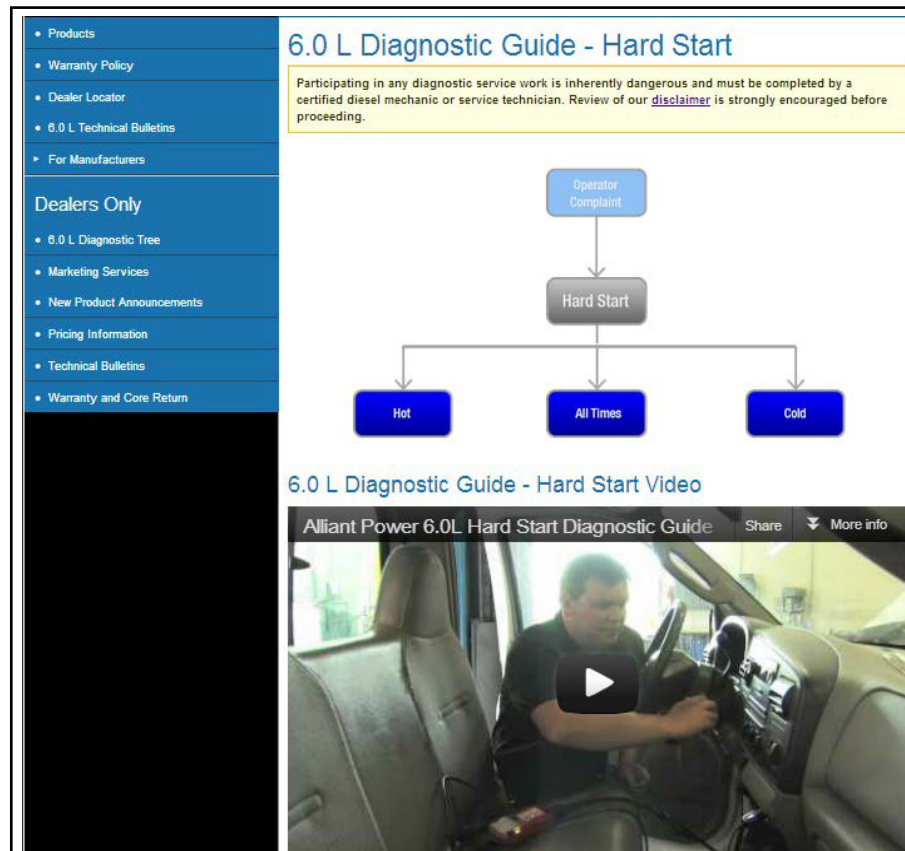 Products
Warranty Policy
Dealer Locator
6.0 L Technical Bulletins
For Manufacturers
Dealers Only
6.0 L Diagnostic Tree
Marketing Services
New Product Announcements
Pricing Information
Technical Bulletins
Warranty and Core Return
6.0 L Diagnostic Guide - Hard Start
Participating in any diagnostic service work is inherently dangerous and must be completed by a
certified diesel mechanic or service technician. Review of our disclaimer is strongly encouraged before
proceeding.
Operator
Complaint
Hard Start
Hot
All Times
Cold
6.0 L Diagnostic Guide - Hard Start Video
Alliant Power 6.0L Hard Start Diagnostic Guide
Share
More info